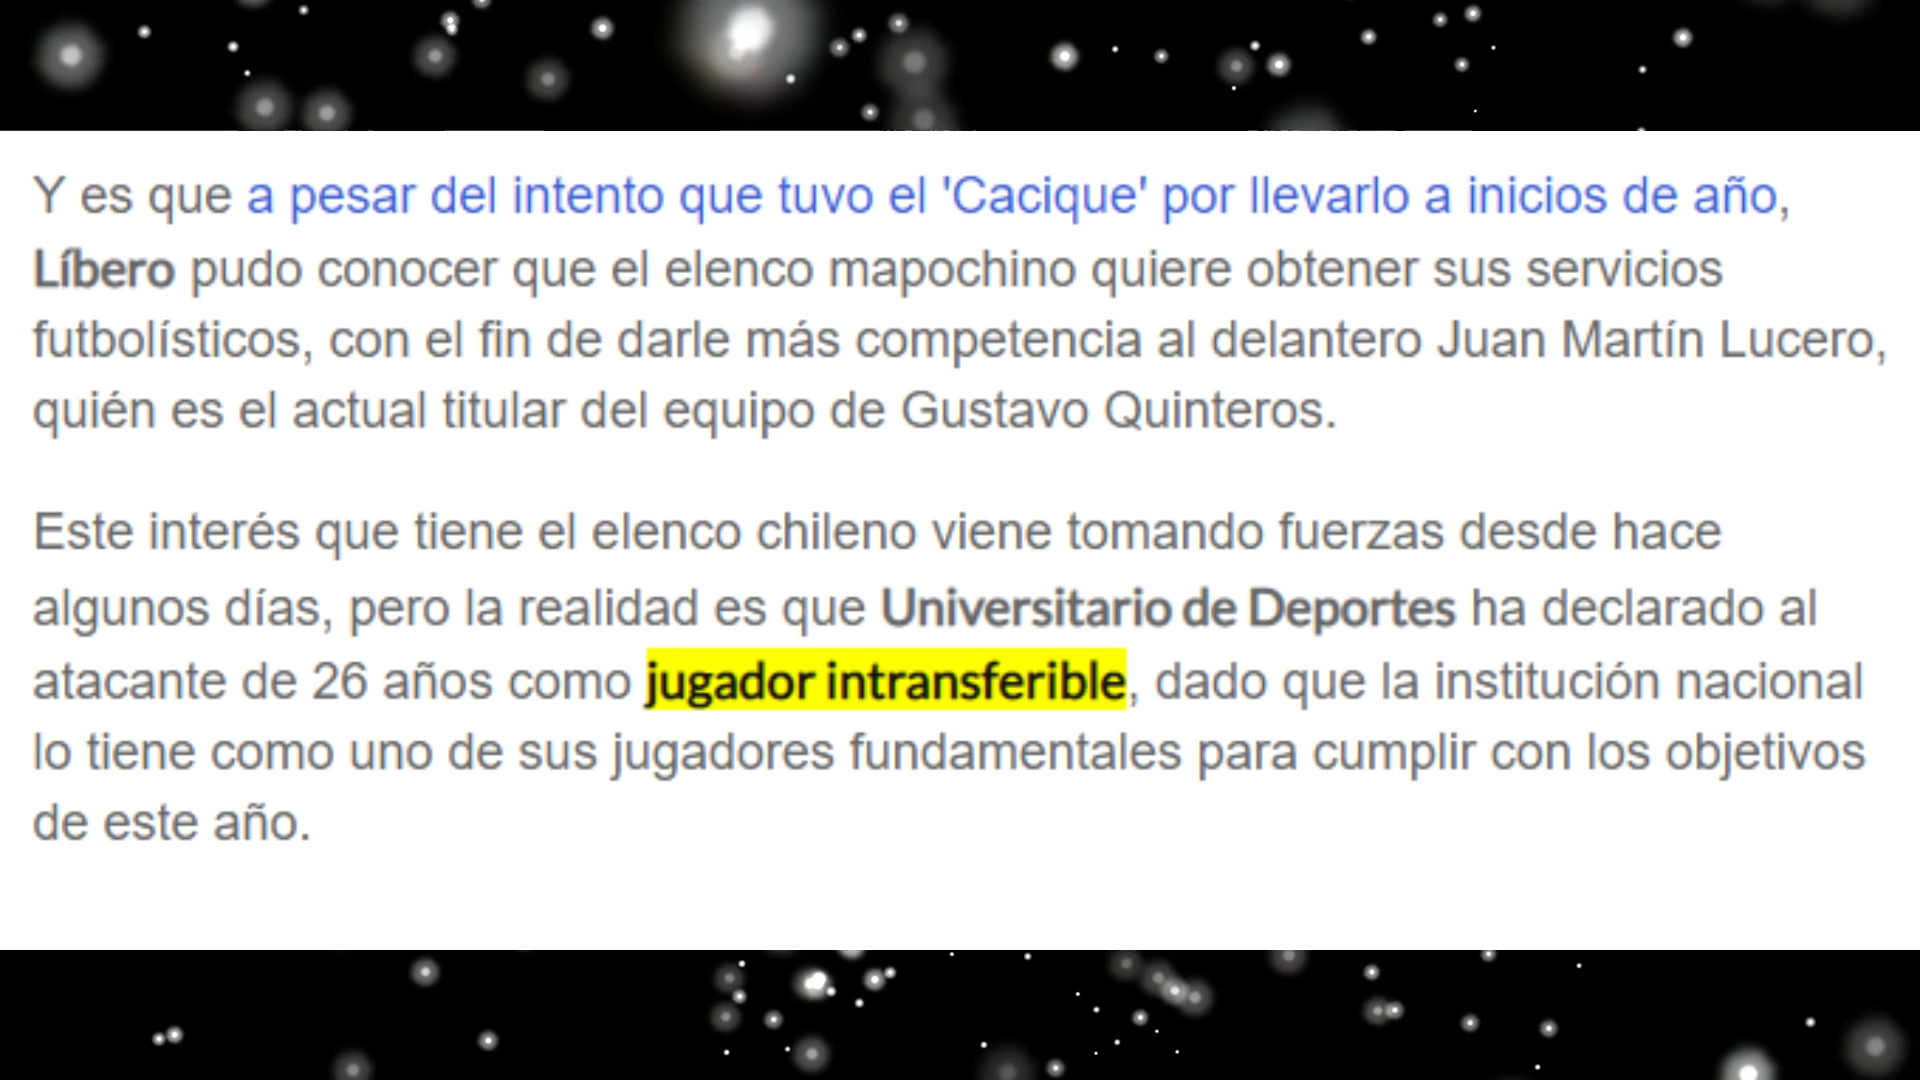 Y es que a pesar del intento que tuvo el 'Cacique' por llevarlo a inicios de año,
Líbero pudo conocer que el elenco mapochino quiere obtener sus servicios
futbolísticos, con el fin de darle más competencia al delantero Juan Martín Lucero,
quién es el actual titular del equipo de Gustavo Quinteros.
Este interés que tiene el elenco chileno viene tomando fuerzas desde hace
algunos días, pero la realidad es que Universitario de Deportes ha declarado al
atacante de 26 años como jugador intransferible, dado que la institución nacional
lo tiene como uno de sus jugadores fundamentales para cumplir con los objetivos
de este año.